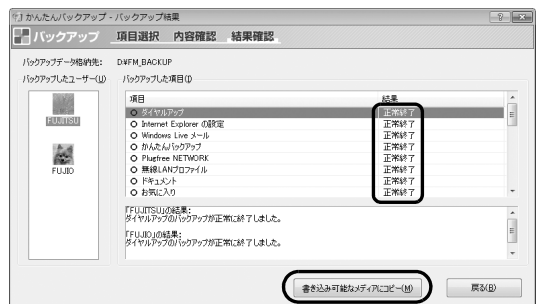 かんたんバックアップ - バックアップ結果
バックアップ 項目選択 内容確認 結果確認
バックアップデータ格納先: D:¥FM_BACKUP
バックアップしたユーザー(U) バックアップした項目(I)
項目 結果
ダイヤルアップ 正常終了
Internet Explorer の設定 正常終了
Windows Live メール 正常終了
かんたんバックアップ 正常終了
Plugfree NETWORK 正常終了
無線LANプロファイル 正常終了
ドキュメント 正常終了
お気に入り 正常終了
FUJITSU
FUJIO
「FUJITSU」の結果:
ダイヤルアップのバックアップが正常に終了しました。
「FUJIO」の結果:
ダイヤルアップのバックアップが正常に終了しました。
書き込み可能なメディアにコピー(M) 戻る(B)